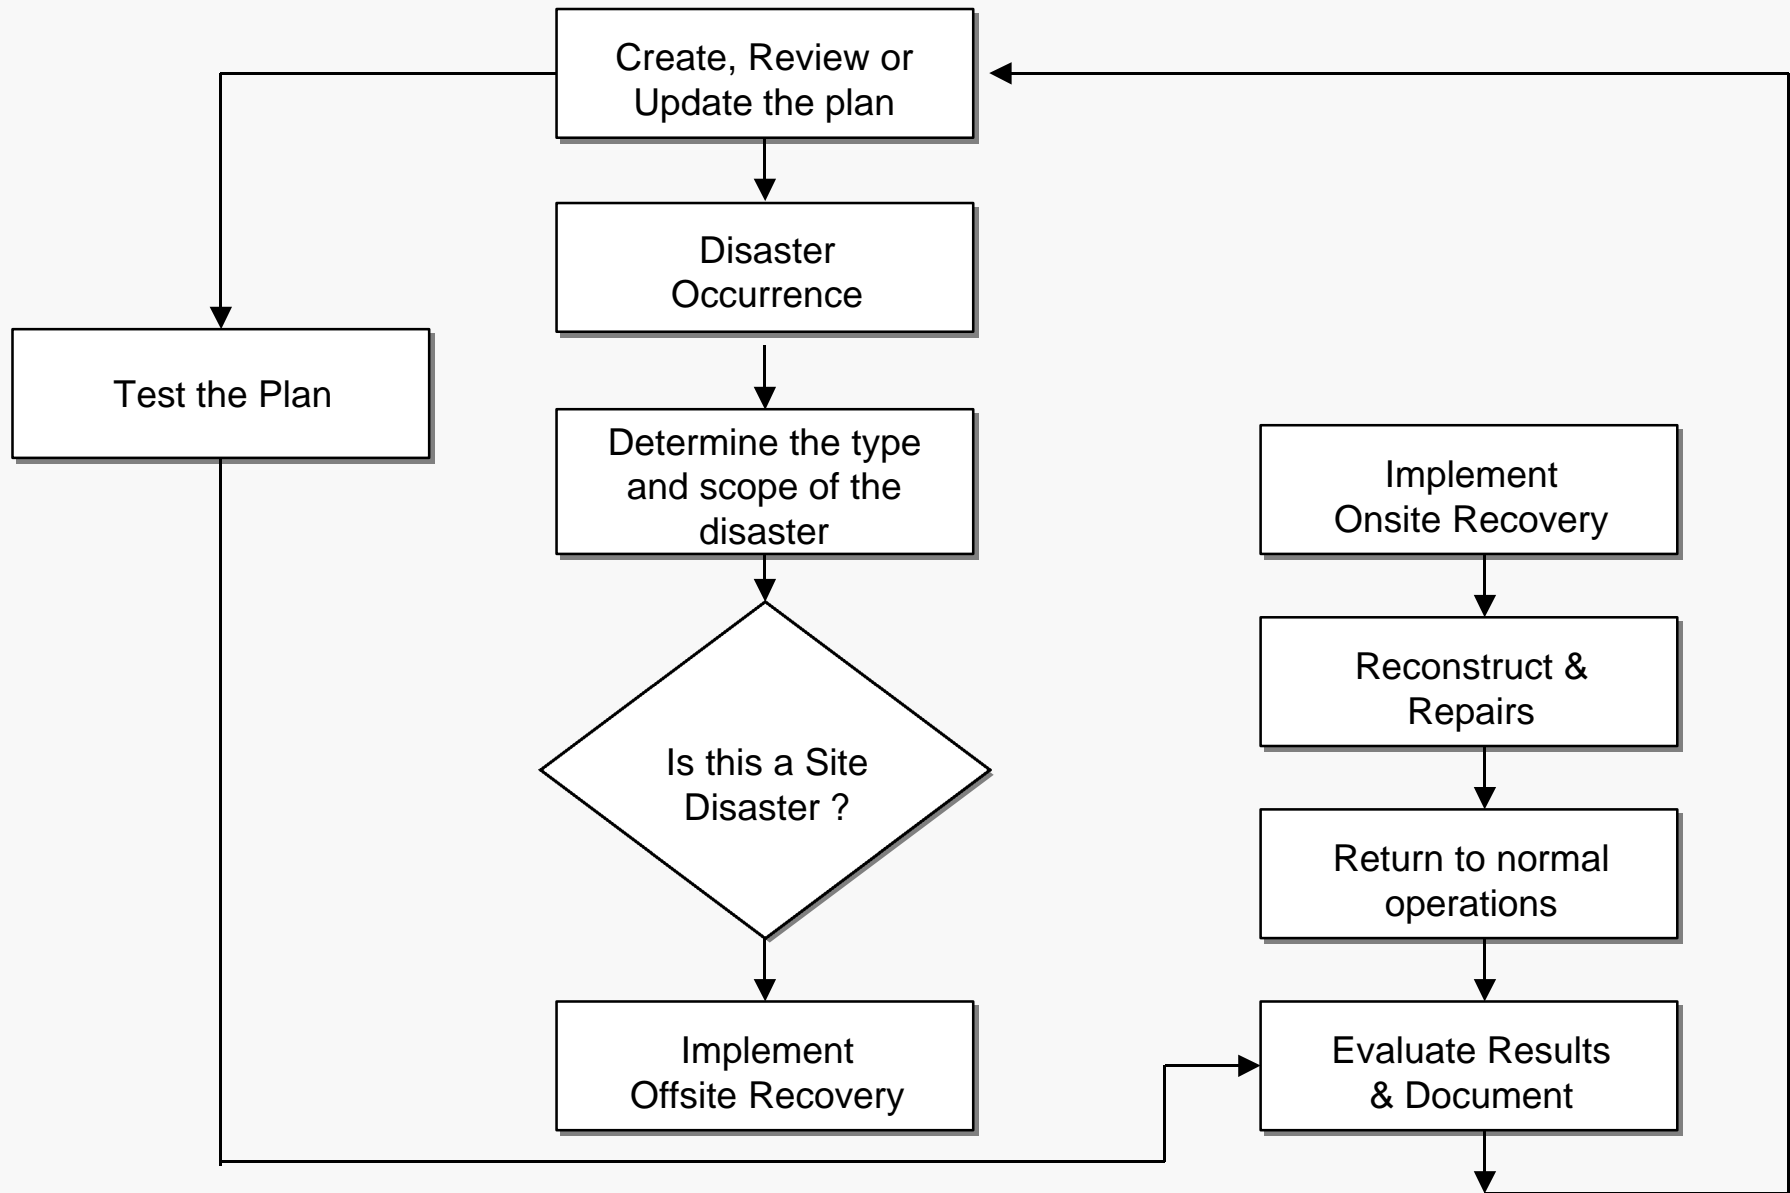 Create, Review or
Update the plan
Disaster
Occurrence
Test the Plan
Determine the type
and scope of the
disaster
Is this a Site
Disaster ?
Implement
Offsite Recovery
Implement
Onsite Recovery
Reconstruct &
Repairs
Return to normal
operations
Evaluate Results
& Document